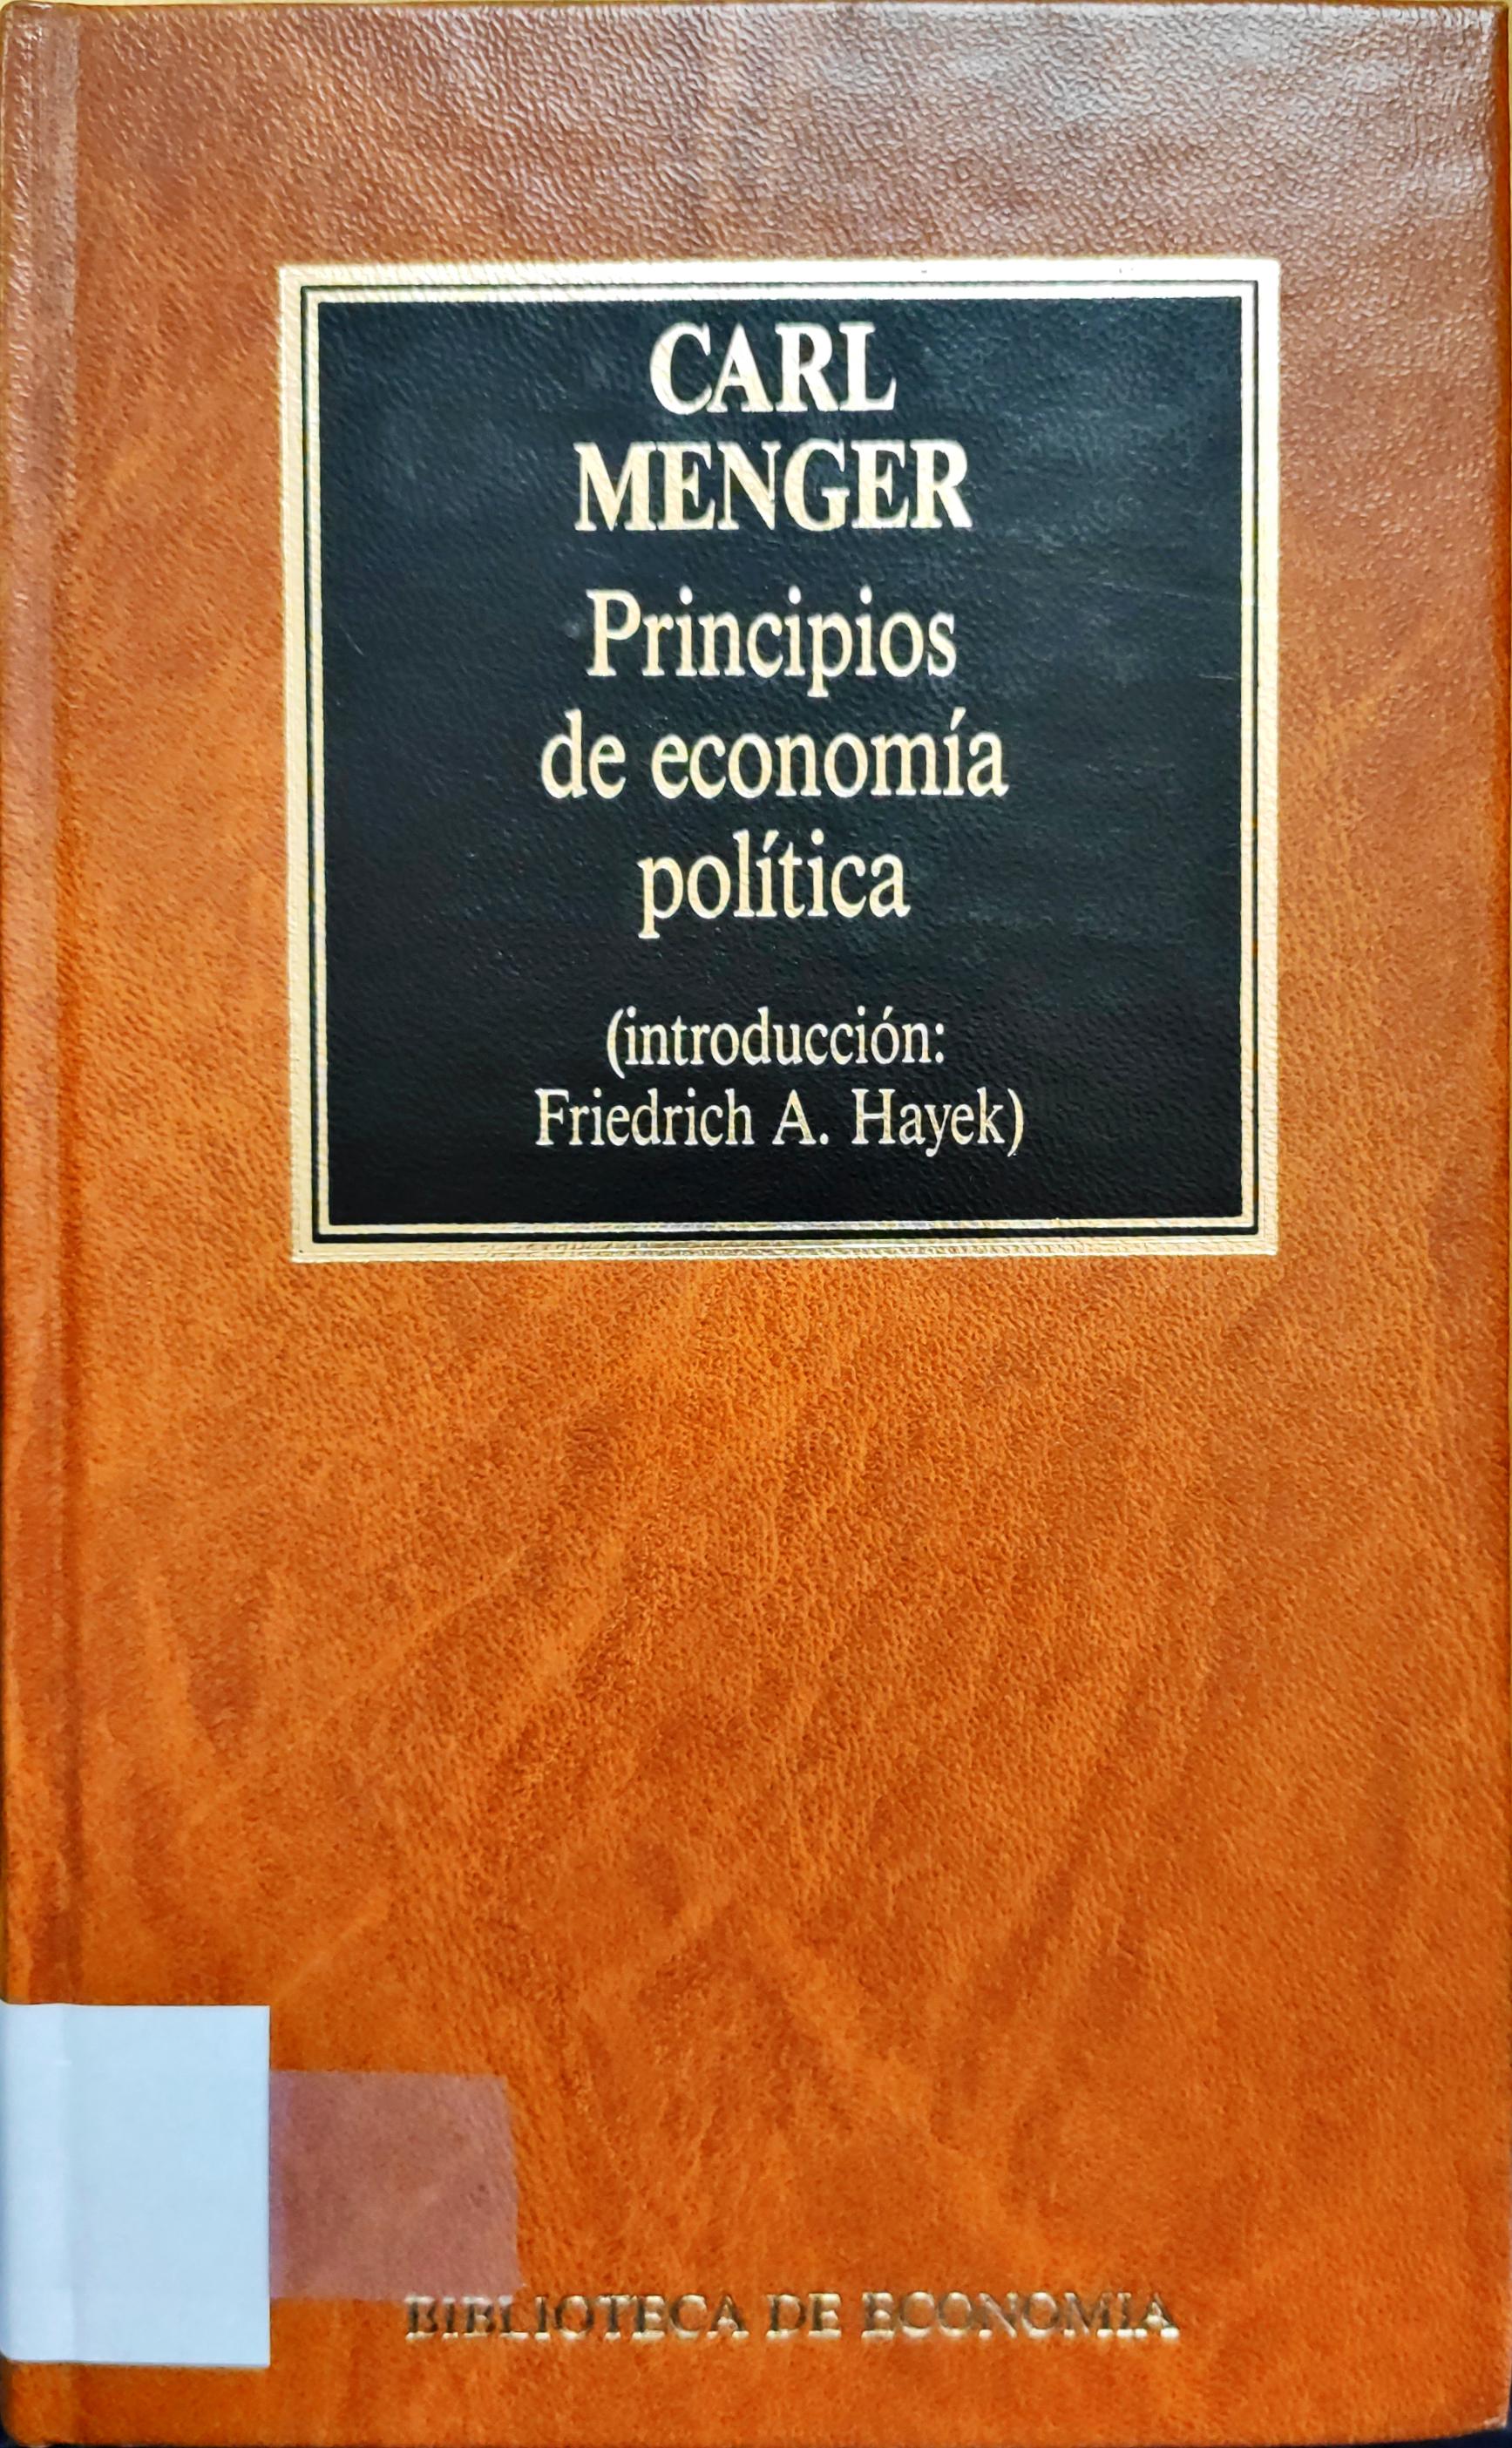 CARL
MENGER
Principios
de economía
política
(introducción:
Friedrich A. Hayek)
BIBLIOTECA DE ECONOMIA